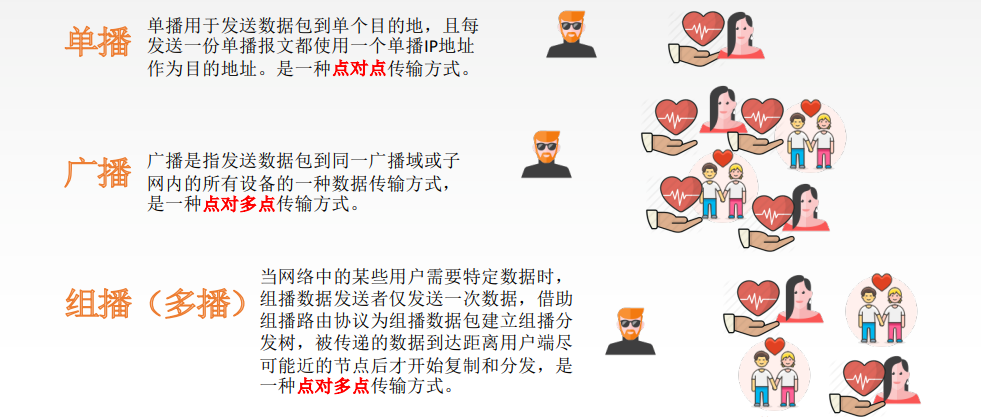 单播
单播用于发送数据包到单个目的地，且每
发送一份单播报文都使用一个单播IP地址
作为目的地址。是一种点对点传输方式。
广播
广播是指发送数据包到同一广播域或子
网内的所有设备的一种数据传输方式，
是一种点对多点传输方式。
组播（多播）
当网络中的某些用户需要特定数据时，
组播数据发送者仅发送一次数据，借助
组播路由协议为组播数据包建立组播分
发树，被传递的数据到达距离用户端尽
可能近的节点后才开始复制和分发，是
一种点对多点传输方式。